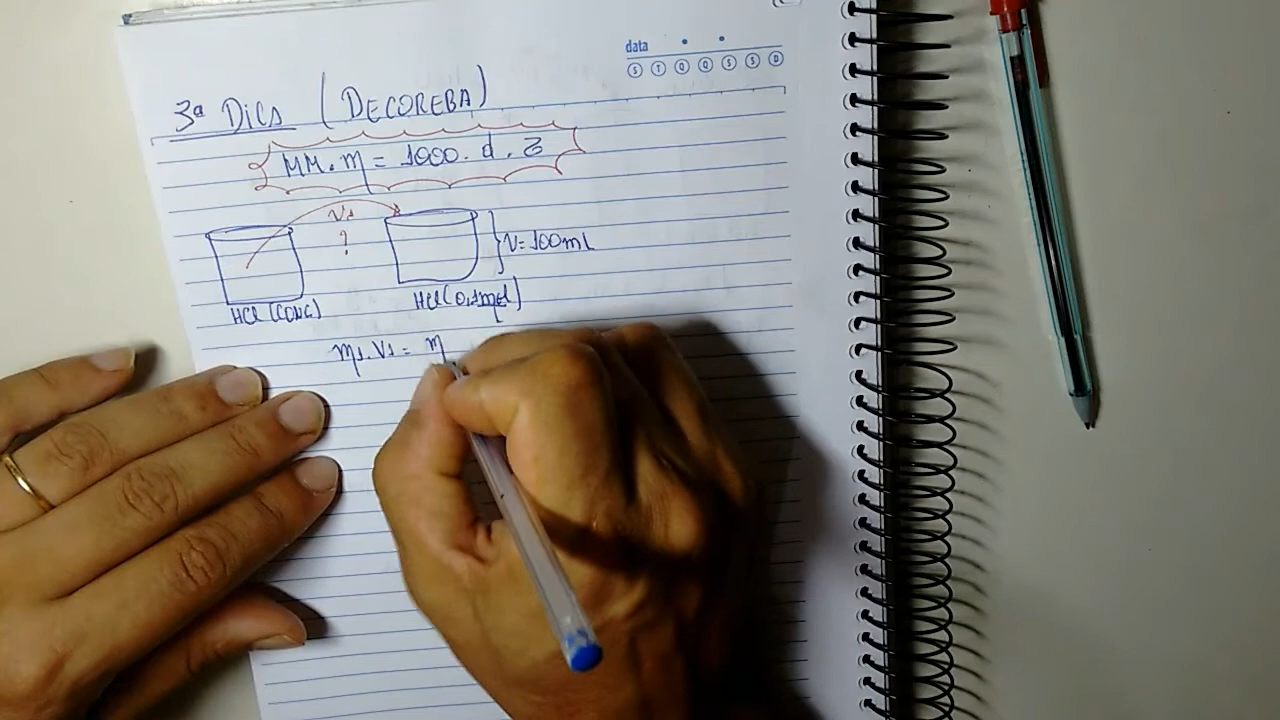 data
S T Q Q S S D
3ª DiCA (DECOREBA)
MM.M = 1000.d.Z
V1
?
V=100mL
HCl (CONC)
HCl (0,1mol)
M1.V1 = M